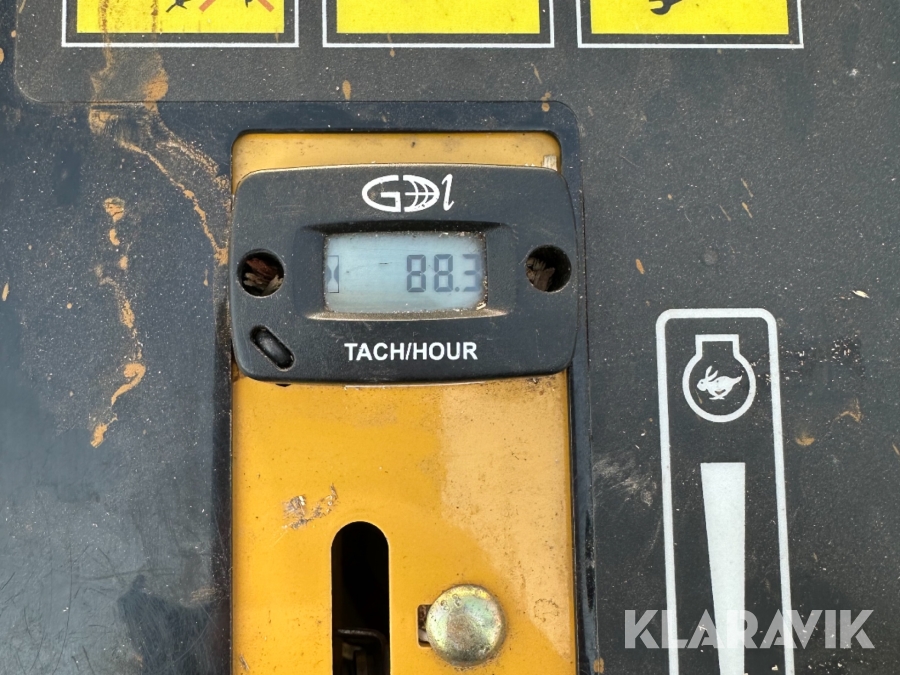 GDI
88.3
TACH/HOUR
KLARAVIK